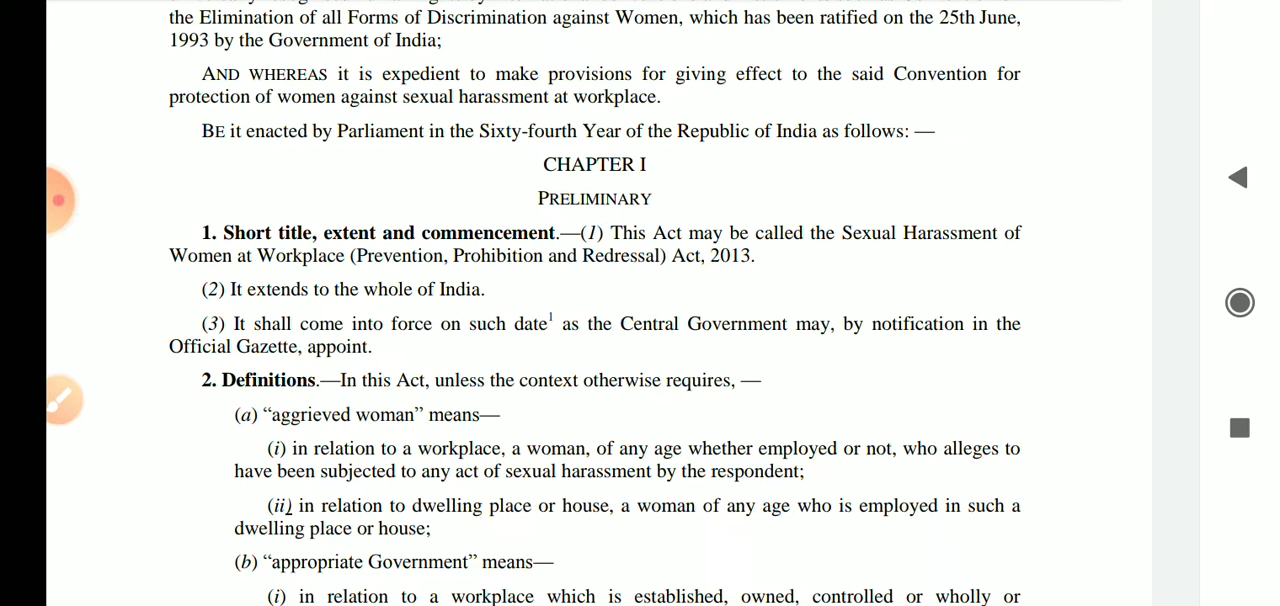 the Elimination of all Forms of Discrimination against Women, which has been ratified on the 25th June,
1993 by the Government of India;
AND WHEREAS it is expedient to make provisions for giving effect to the said Convention for
protection of women against sexual harassment at workplace.
BE it enacted by Parliament in the Sixty-fourth Year of the Republic of India as follows: —
CHAPTER I
PRELIMINARY
1. Short title, extent and commencement.—(1) This Act may be called the Sexual Harassment of
Women at Workplace (Prevention, Prohibition and Redressal) Act, 2013.
(2) It extends to the whole of India.
(3) It shall come into force on such date1 as the Central Government may, by notification in the
Official Gazette, appoint.
2. Definitions.—In this Act, unless the context otherwise requires, —
(a) “aggrieved woman” means—
(i) in relation to a workplace, a woman, of any age whether employed or not, who alleges to
have been subjected to any act of sexual harassment by the respondent;
(ii) in relation to dwelling place or house, a woman of any age who is employed in such a
dwelling place or house;
(b) “appropriate Government” means—
(i) in relation to a workplace which is established, owned, controlled or wholly or